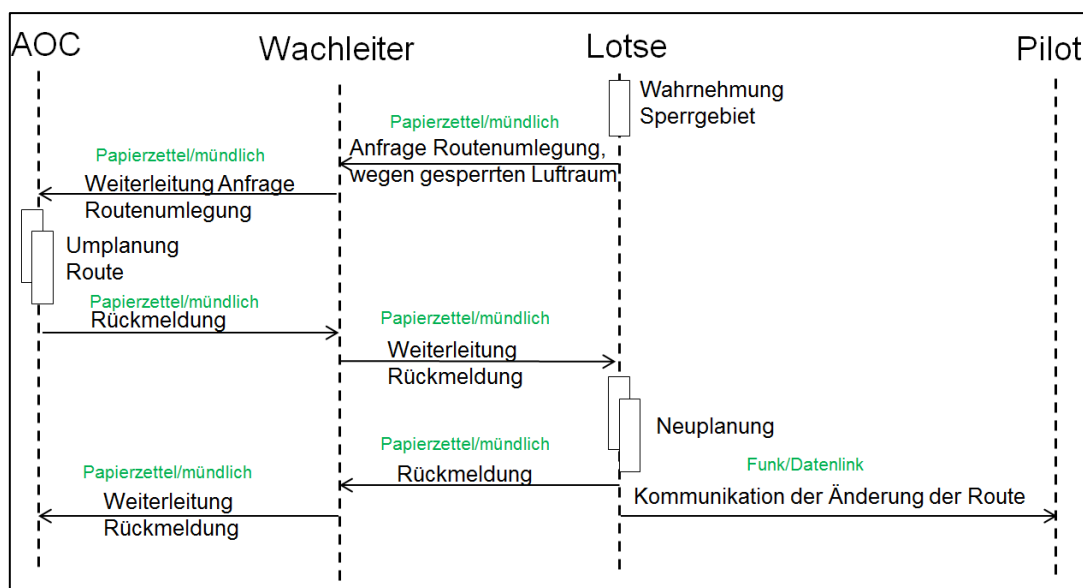 AOC
Wachleiter
Lotse
Pilot
Wahrnehmung
Sperrgebiet
Papierzettel/mündlich
Anfrage Routenumlegung,
wegen gesperrten Luftraum
Papierzettel/mündlich
Weiterleitung Anfrage
Routenumlegung
Umplanung
Route
Papierzettel/mündlich
Rückmeldung
Papierzettel/mündlich
Weiterleitung
Rückmeldung
Neuplanung
Papierzettel/mündlich
Rückmeldung
Funk/Datenlink
Kommunikation der Änderung der Route
Papierzettel/mündlich
Weiterleitung
Rückmeldung